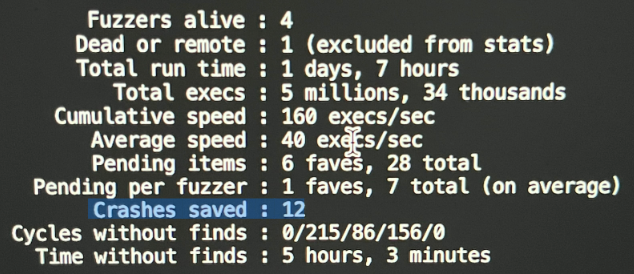 Fuzzers alive : 4
Dead or remote : 1 (excluded from stats)
Total run time : 1 days, 7 hours
Total execs : 5 millions, 34 thousands
Cumulative speed : 160 execs/sec
Average speed : 40 execs/sec
Pending items : 6 faves, 28 total
Pending per fuzzer : 1 faves, 7 total (on average)
Crashes saved : 12
Cycles without finds : 0/215/86/156/0
Time without finds : 5 hours, 3 minutes